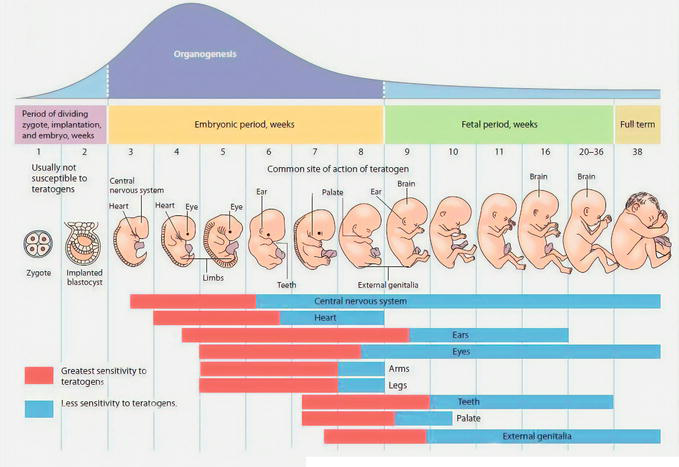 Organogenesis
Period of dividing
zygote, implantation,
and embryo, weeks
Embryonic period, weeks
Fetal period, weeks
Full term
1 2 3 4 5 6 7 8 9 10 11 16 20–36 38
Usually not
susceptible to
teratogens
Common site of action of teratogen
Central
nervous system
Heart
Heart
Eye
Eye
Limbs
Ear
Teeth
Palate
Ear
Brain
External genitalia
Brain
Brain
Zygote
Implanted
blastocyst
Central nervous system
Heart
Ears
Eyes
Arms
Legs
Teeth
Palate
External genitalia
Greatest sensitivity to
teratogens
Less sensitivity to teratogens.